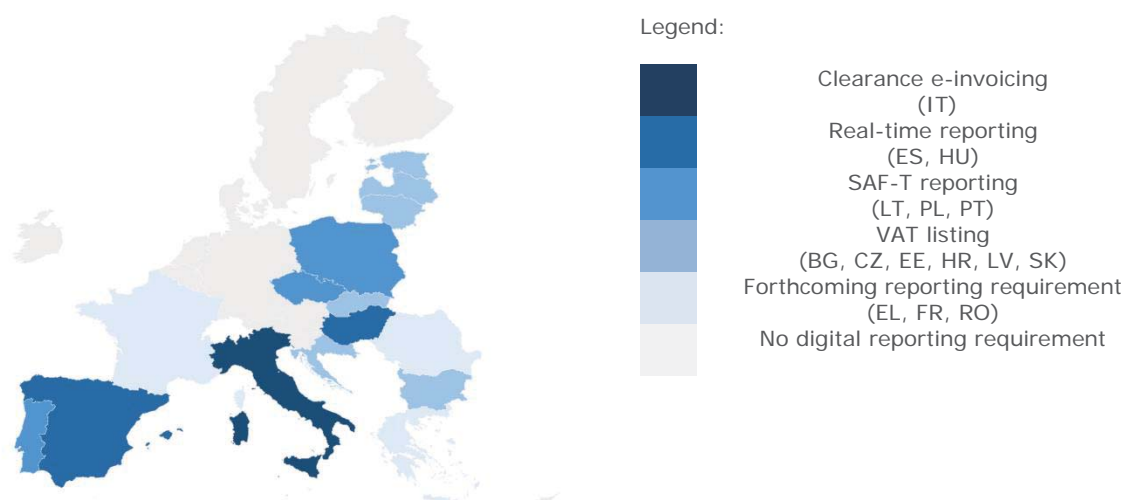 Legend:
Clearance e-invoicing
(IT)
Real-time reporting
(ES, HU)
SAF-T reporting
(LT, PL, PT)
VAT listing
(BG, CZ, EE, HR, LV, SK)
Forthcoming reporting requirement
(EL, FR, RO)
No digital reporting requirement